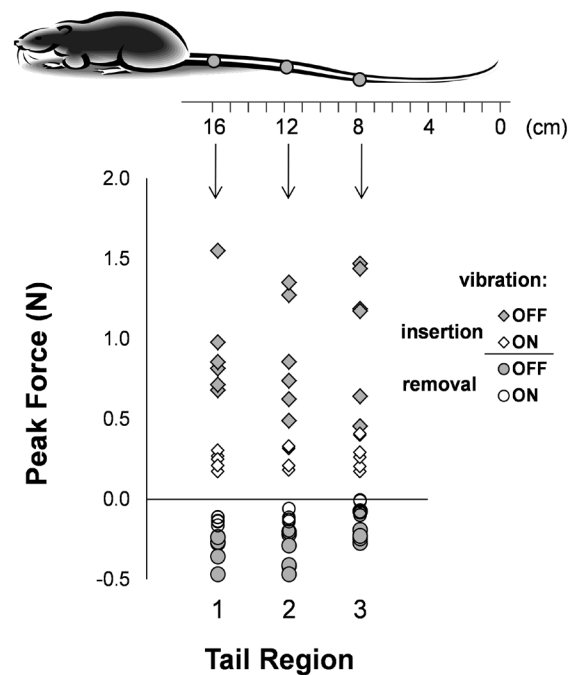 16 12 8 4 0 (cm)
2.0
1.5
1.0
0.5
0.0
-0.5
Peak Force (N)
vibration:
insertion OFF
ON
removal OFF
ON
1 2 3
Tail Region